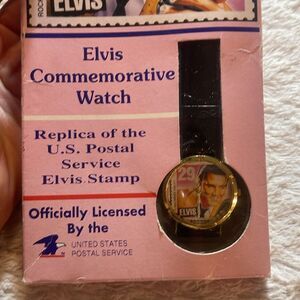 ROCK
ELVIS
Elvis
Commemorative
Watch
Replica of the
U.S. Postal
Service
Elvis Stamp
29
ELVIS
Officially Licensed
By the
UNITED STATES
POSTAL SERVICE